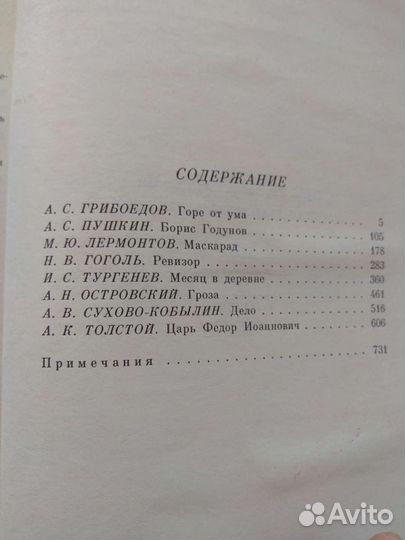 е-
ь
и
СОДЕРЖАНИЕ
А. С. ГРИБОЕДОВ. Горе от ума . . . . . . . . . . . . 5
А. С. ПУШКИН. Борис Годунов . . . . . . . . . . . 105
М. Ю. ЛЕРМОНТОВ. Маскарад . . . . . . . . . . . 178
Н. В. ГОГОЛЬ. Ревизор . . . . . . . . . . . . . . 283
И. С. ТУРГЕНЕВ. Месяц в деревне . . . . . . . . . 360
А. Н. ОСТРОВСКИЙ. Гроза . . . . . . . . . . . . . 461
А. В. СУХОВО-КОБЫЛИН. Дело . . . . . . . . . . 516
А. К. ТОЛСТОЙ. Царь Федор Иоаннович . . . . . . . 606
Примечания . . . . . . . . . . . . . . . . . 731
Avito